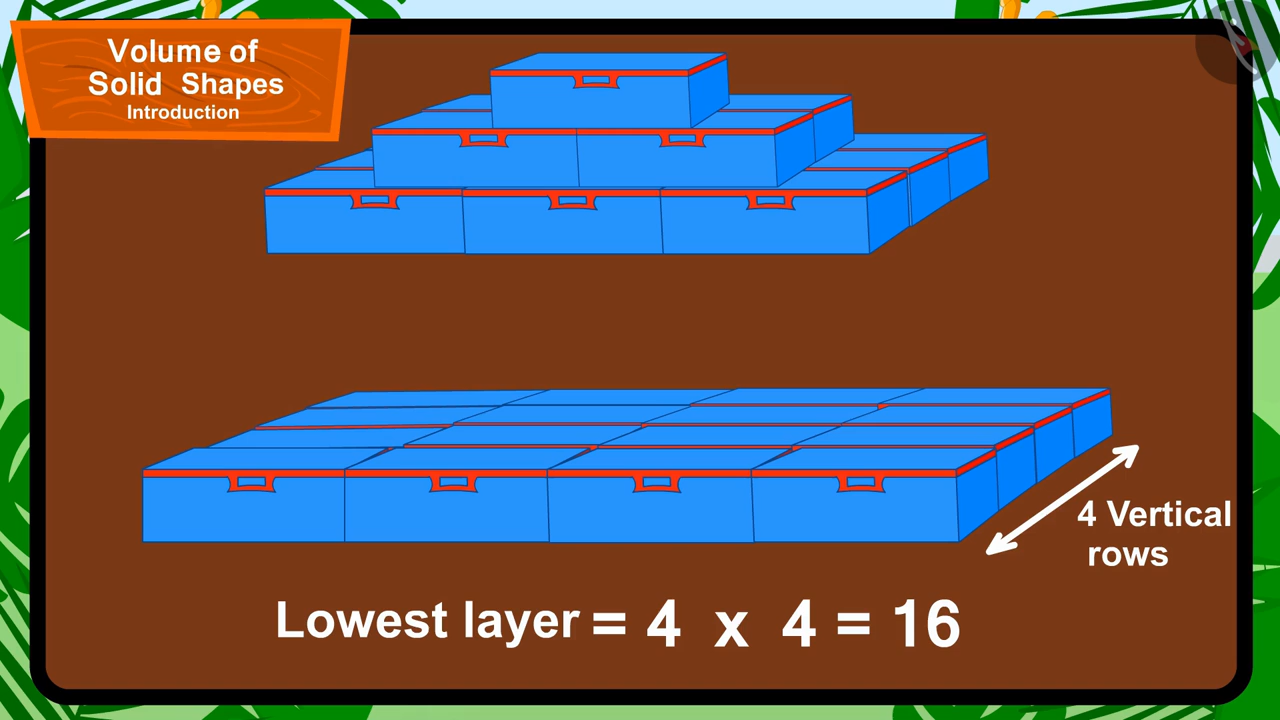 Volume of
Solid Shapes
Introduction
4 Vertical
rows
Lowest layer = 4 x 4 = 16